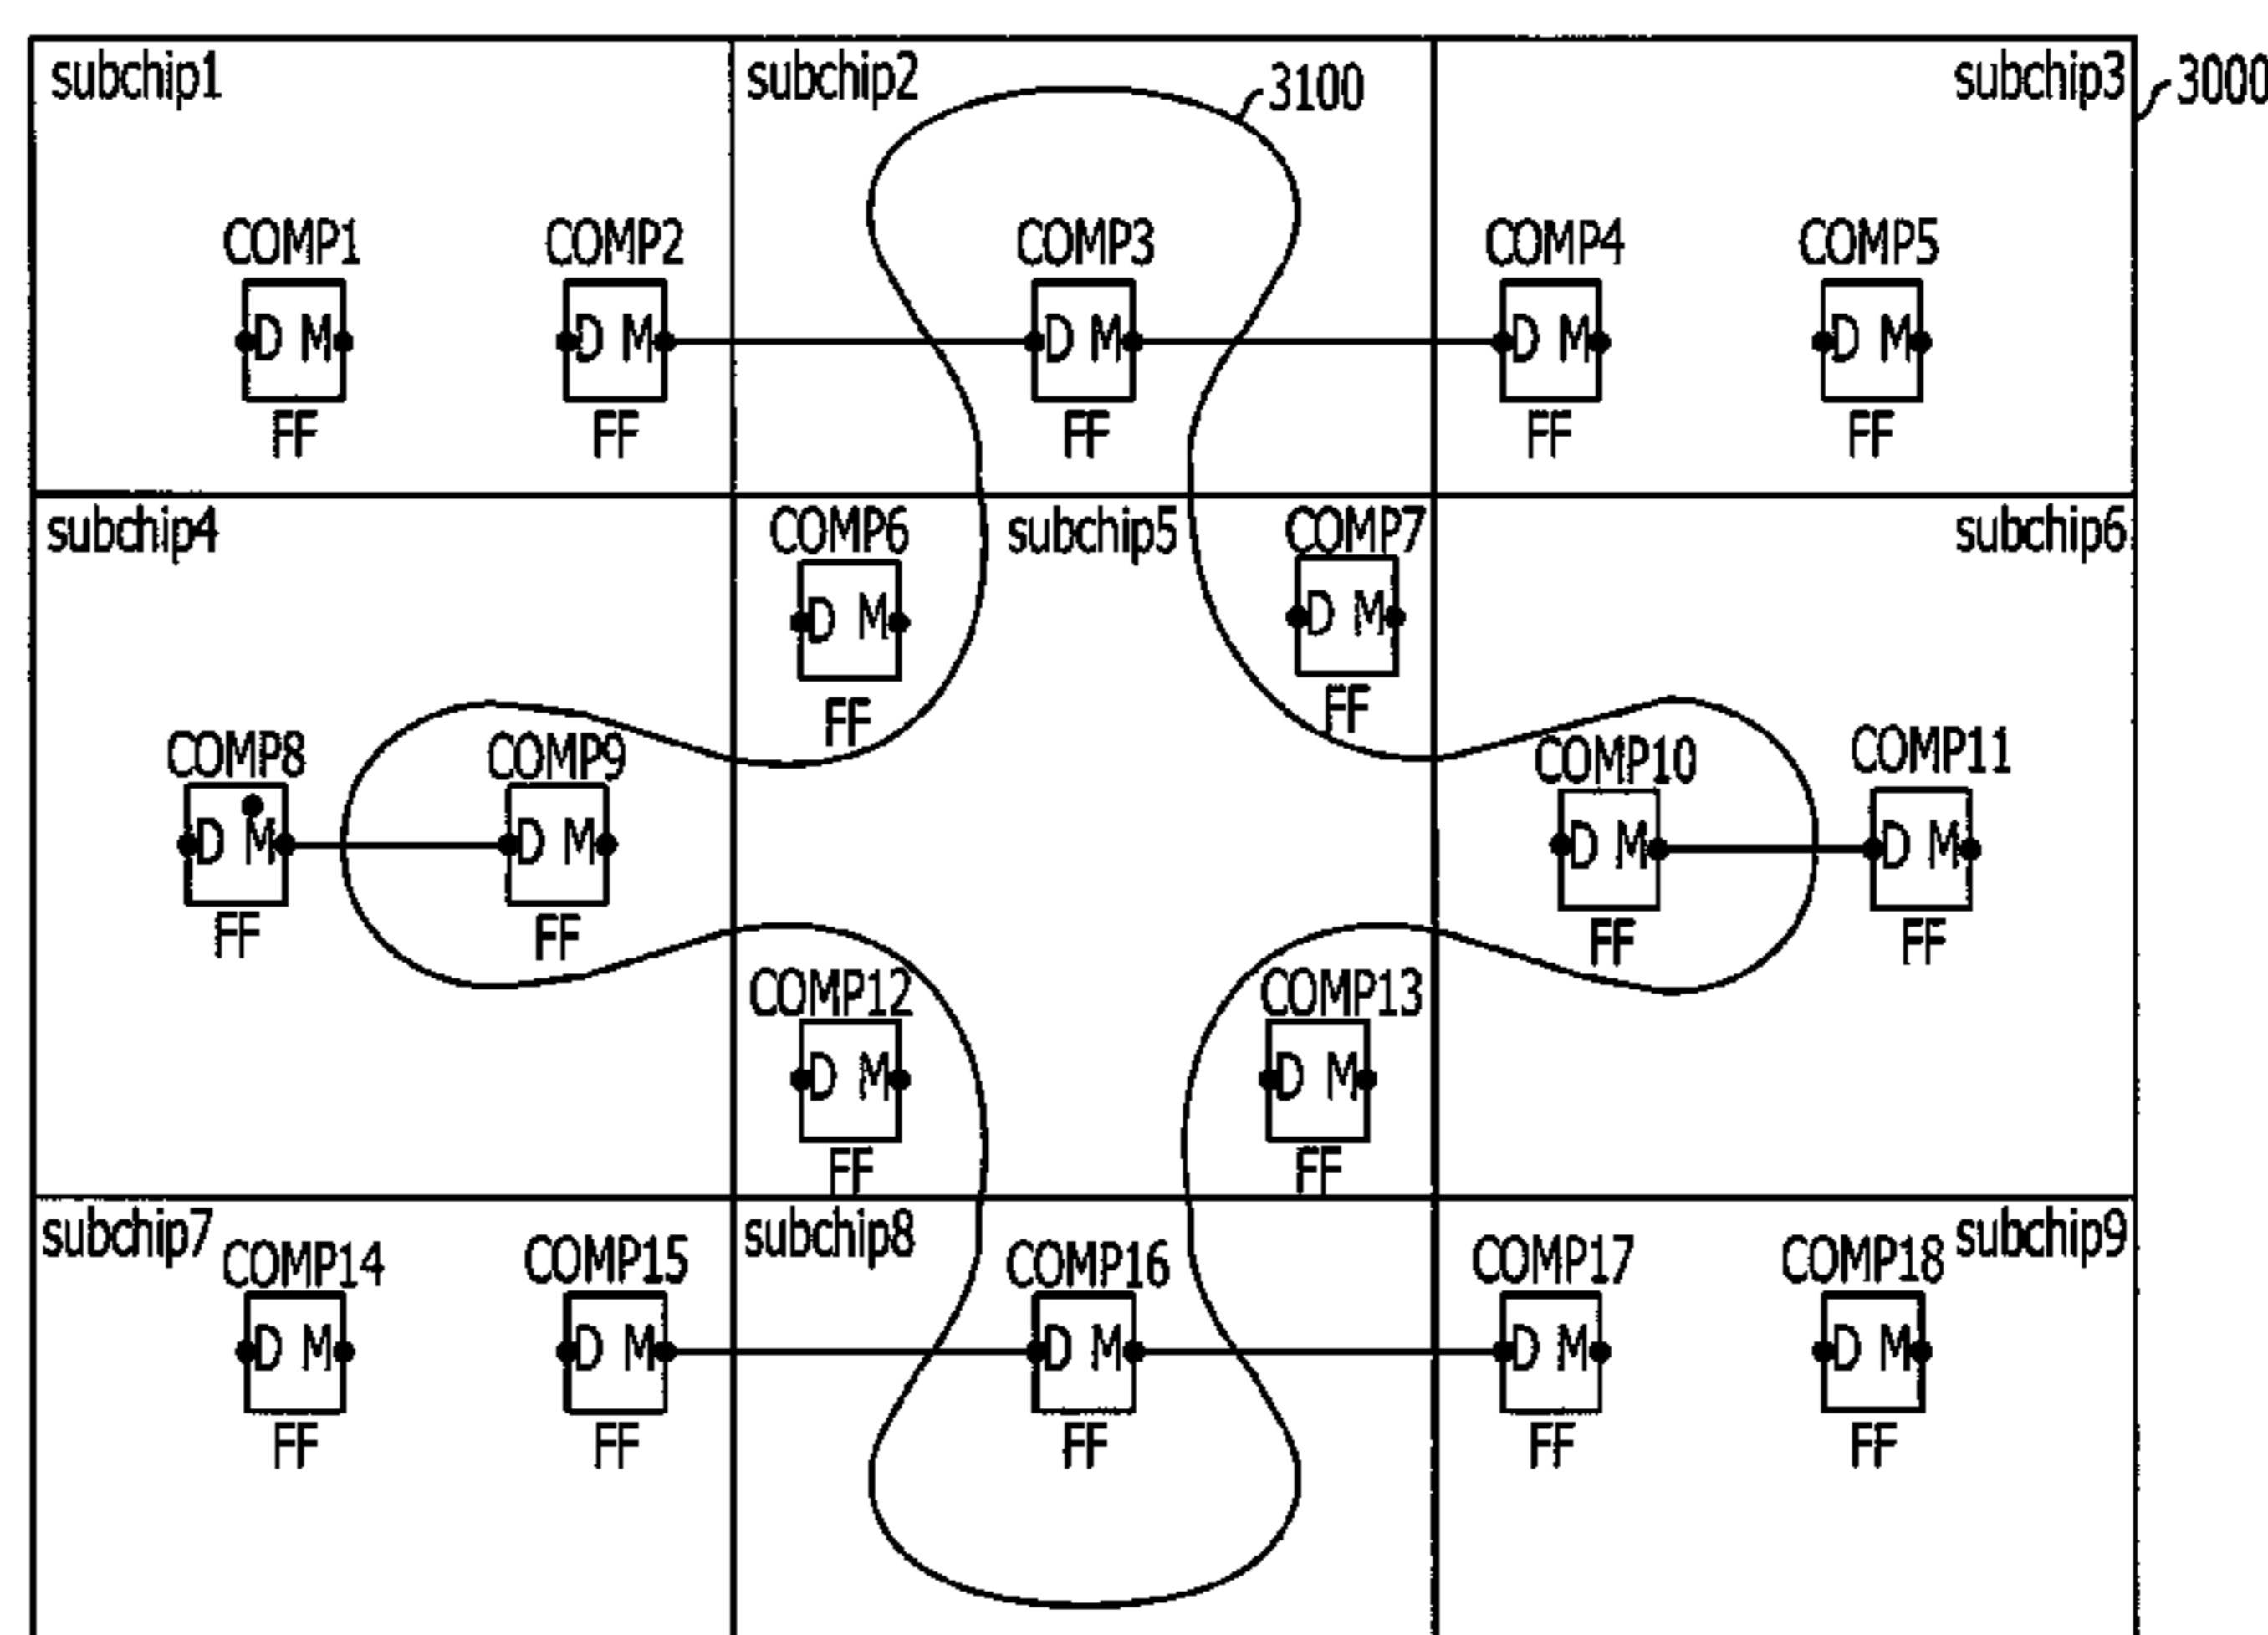 subchip1
subchip2
3100
subchip3
3000
COMP1
COMP2
COMP3
COMP4
COMP5
D M
D M
D M
D M
D M
FF
FF
FF
FF
FF
subchip4
COMP6
subchip5
COMP7
subchip6
D M
D M
FF
FF
COMP8
COMP9
COMP10
COMP11
D M
D M
D M
D M
FF
FF
FF
FF
COMP12
COMP13
D M
D M
FF
FF
subchip7
COMP14
COMP15
subchip8
COMP16
COMP17
COMP18
subchip9
D M
D M
D M
D M
D M
FF
FF
FF
FF
FF